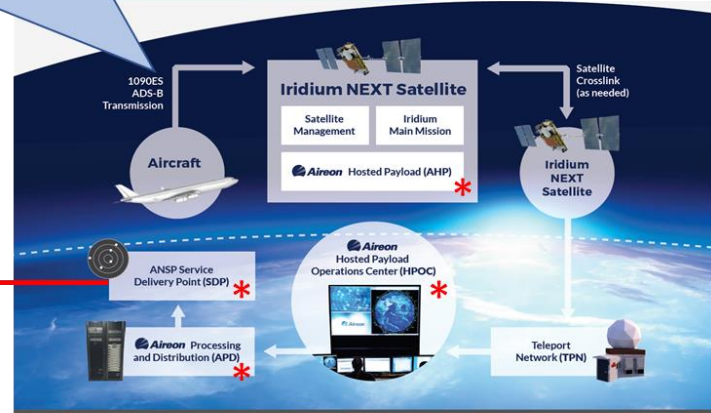 1090ES
ADS-B
Transmission
Aircraft
Iridium NEXT Satellite
Satellite
Management
Iridium
Main Mission
Aireon Hosted Payload (AHP)
*
Satellite
Crosslink
(as needed)
Iridium
NEXT
Satellite
ANSP Service
Delivery Point (SDP)
*
Aireon
Hosted Payload
Operations Center (HPOC)
*
Aireon
Aireon Processing
and Distribution (APD)
*
Teleport
Network (TPN)